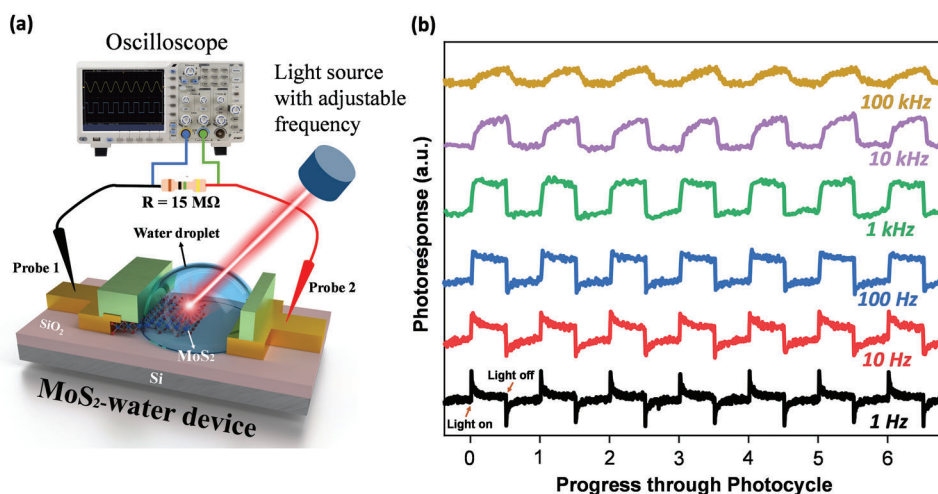 (a)
Oscilloscope
Light source
with adjustable
frequency
R = 15 MΩ
Water droplet
Probe 1
Probe 2
SiO₂
MoS₂
Si
MoS₂-water device
(b)
Photoresponse (a.u.)
100 kHz
10 kHz
1 kHz
100 Hz
10 Hz
Light off
Light on
1 Hz
0 1 2 3 4 5 6
Progress through Photocycle